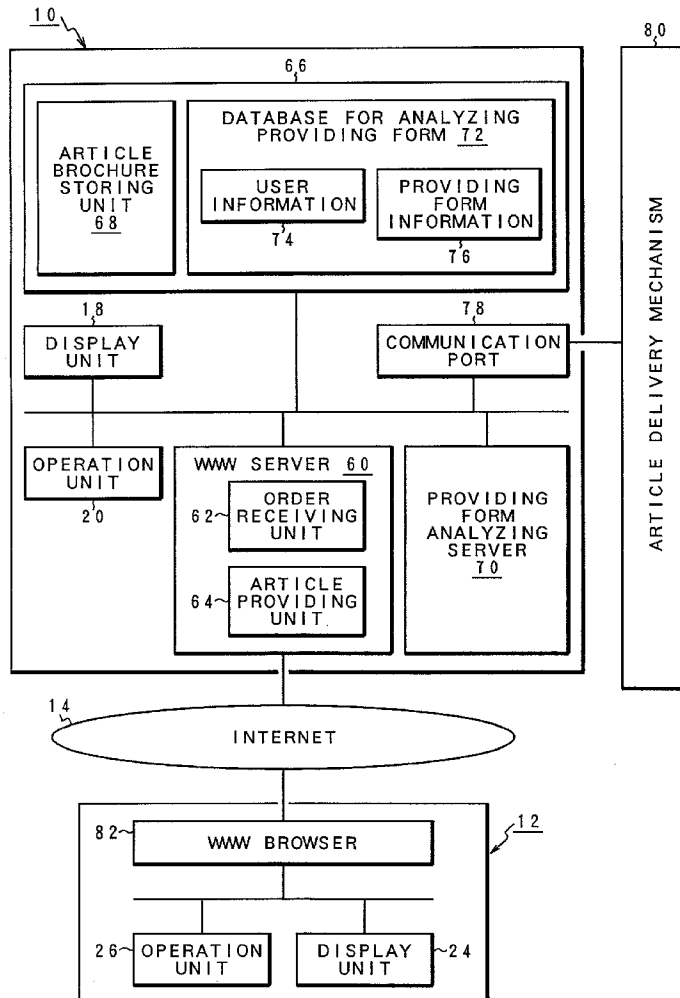 10
80
66
ARTICLE
BROCHURE
STORING
UNIT
68
DATABASE FOR ANALYZING
PROVIDING FORM 72
USER
INFORMATION
74
PROVIDING
FORM
INFORMATION
76
18
DISPLAY
UNIT
78
COMMUNICATION
PORT
ARTICLE DELIVERY MECHANISM
OPERATION
UNIT
20
WWW SERVER 60
62
ORDER
RECEIVING
UNIT
64
ARTICLE
PROVIDING
UNIT
PROVIDING
FORM
ANALYZING
SERVER
70
14
INTERNET
82
WWW BROWSER
12
26
OPERATION
UNIT
DISPLAY
UNIT
24